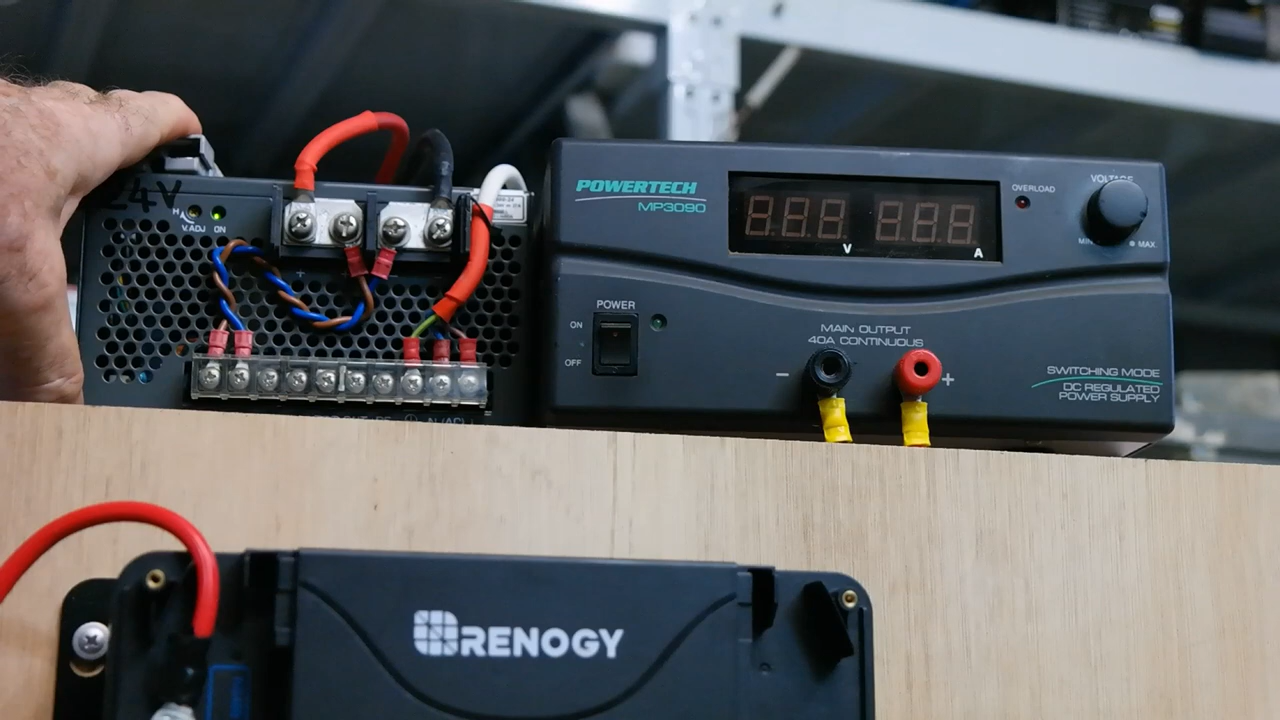 24V
V.ADJ ON
POWERTECH
MP3090
V
A
OVERLOAD
VOLTAGE
MIN
MAX.
POWER
ON
OFF
MAIN OUTPUT
40A CONTINUOUS
−
+
SWITCHING MODE
DC REGULATED
POWER SUPPLY
RENOGY